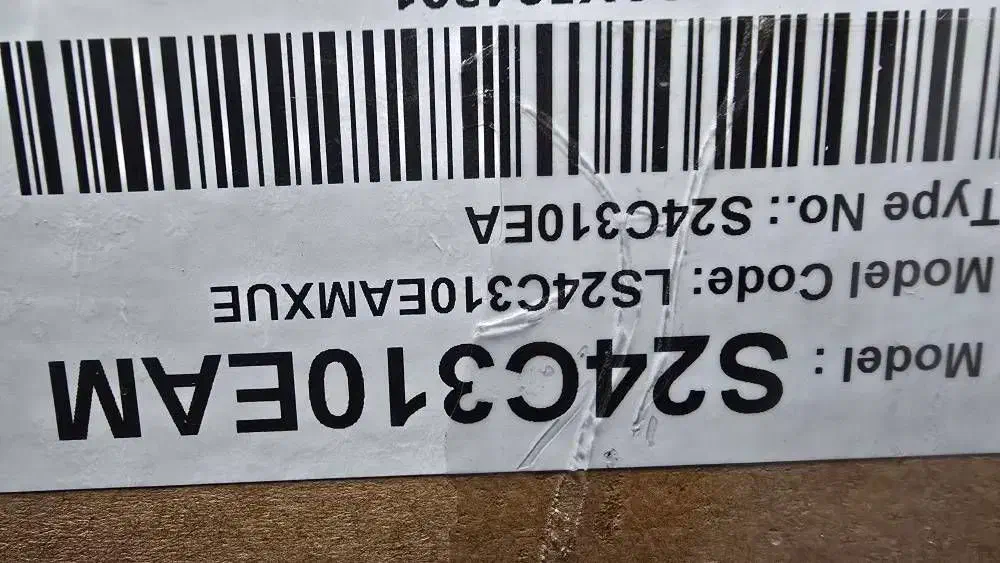 Model : S24C310EAM
Model Code: LS24C310EAMXUE
Type No.: S24C310EA